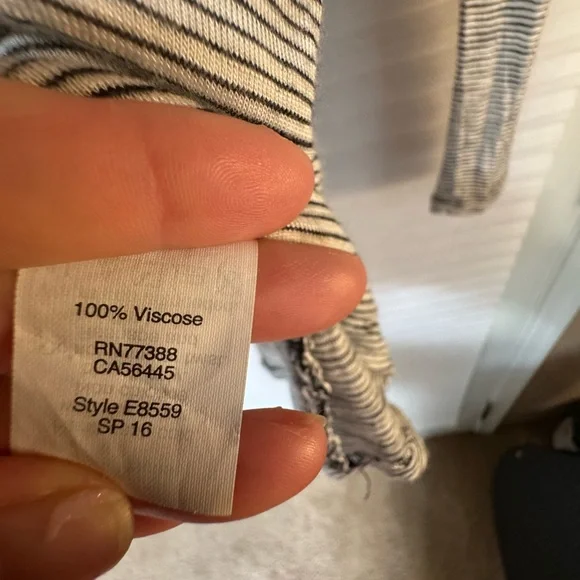 100% Viscose
RN77388
CA56445
Style E8559
SP 16